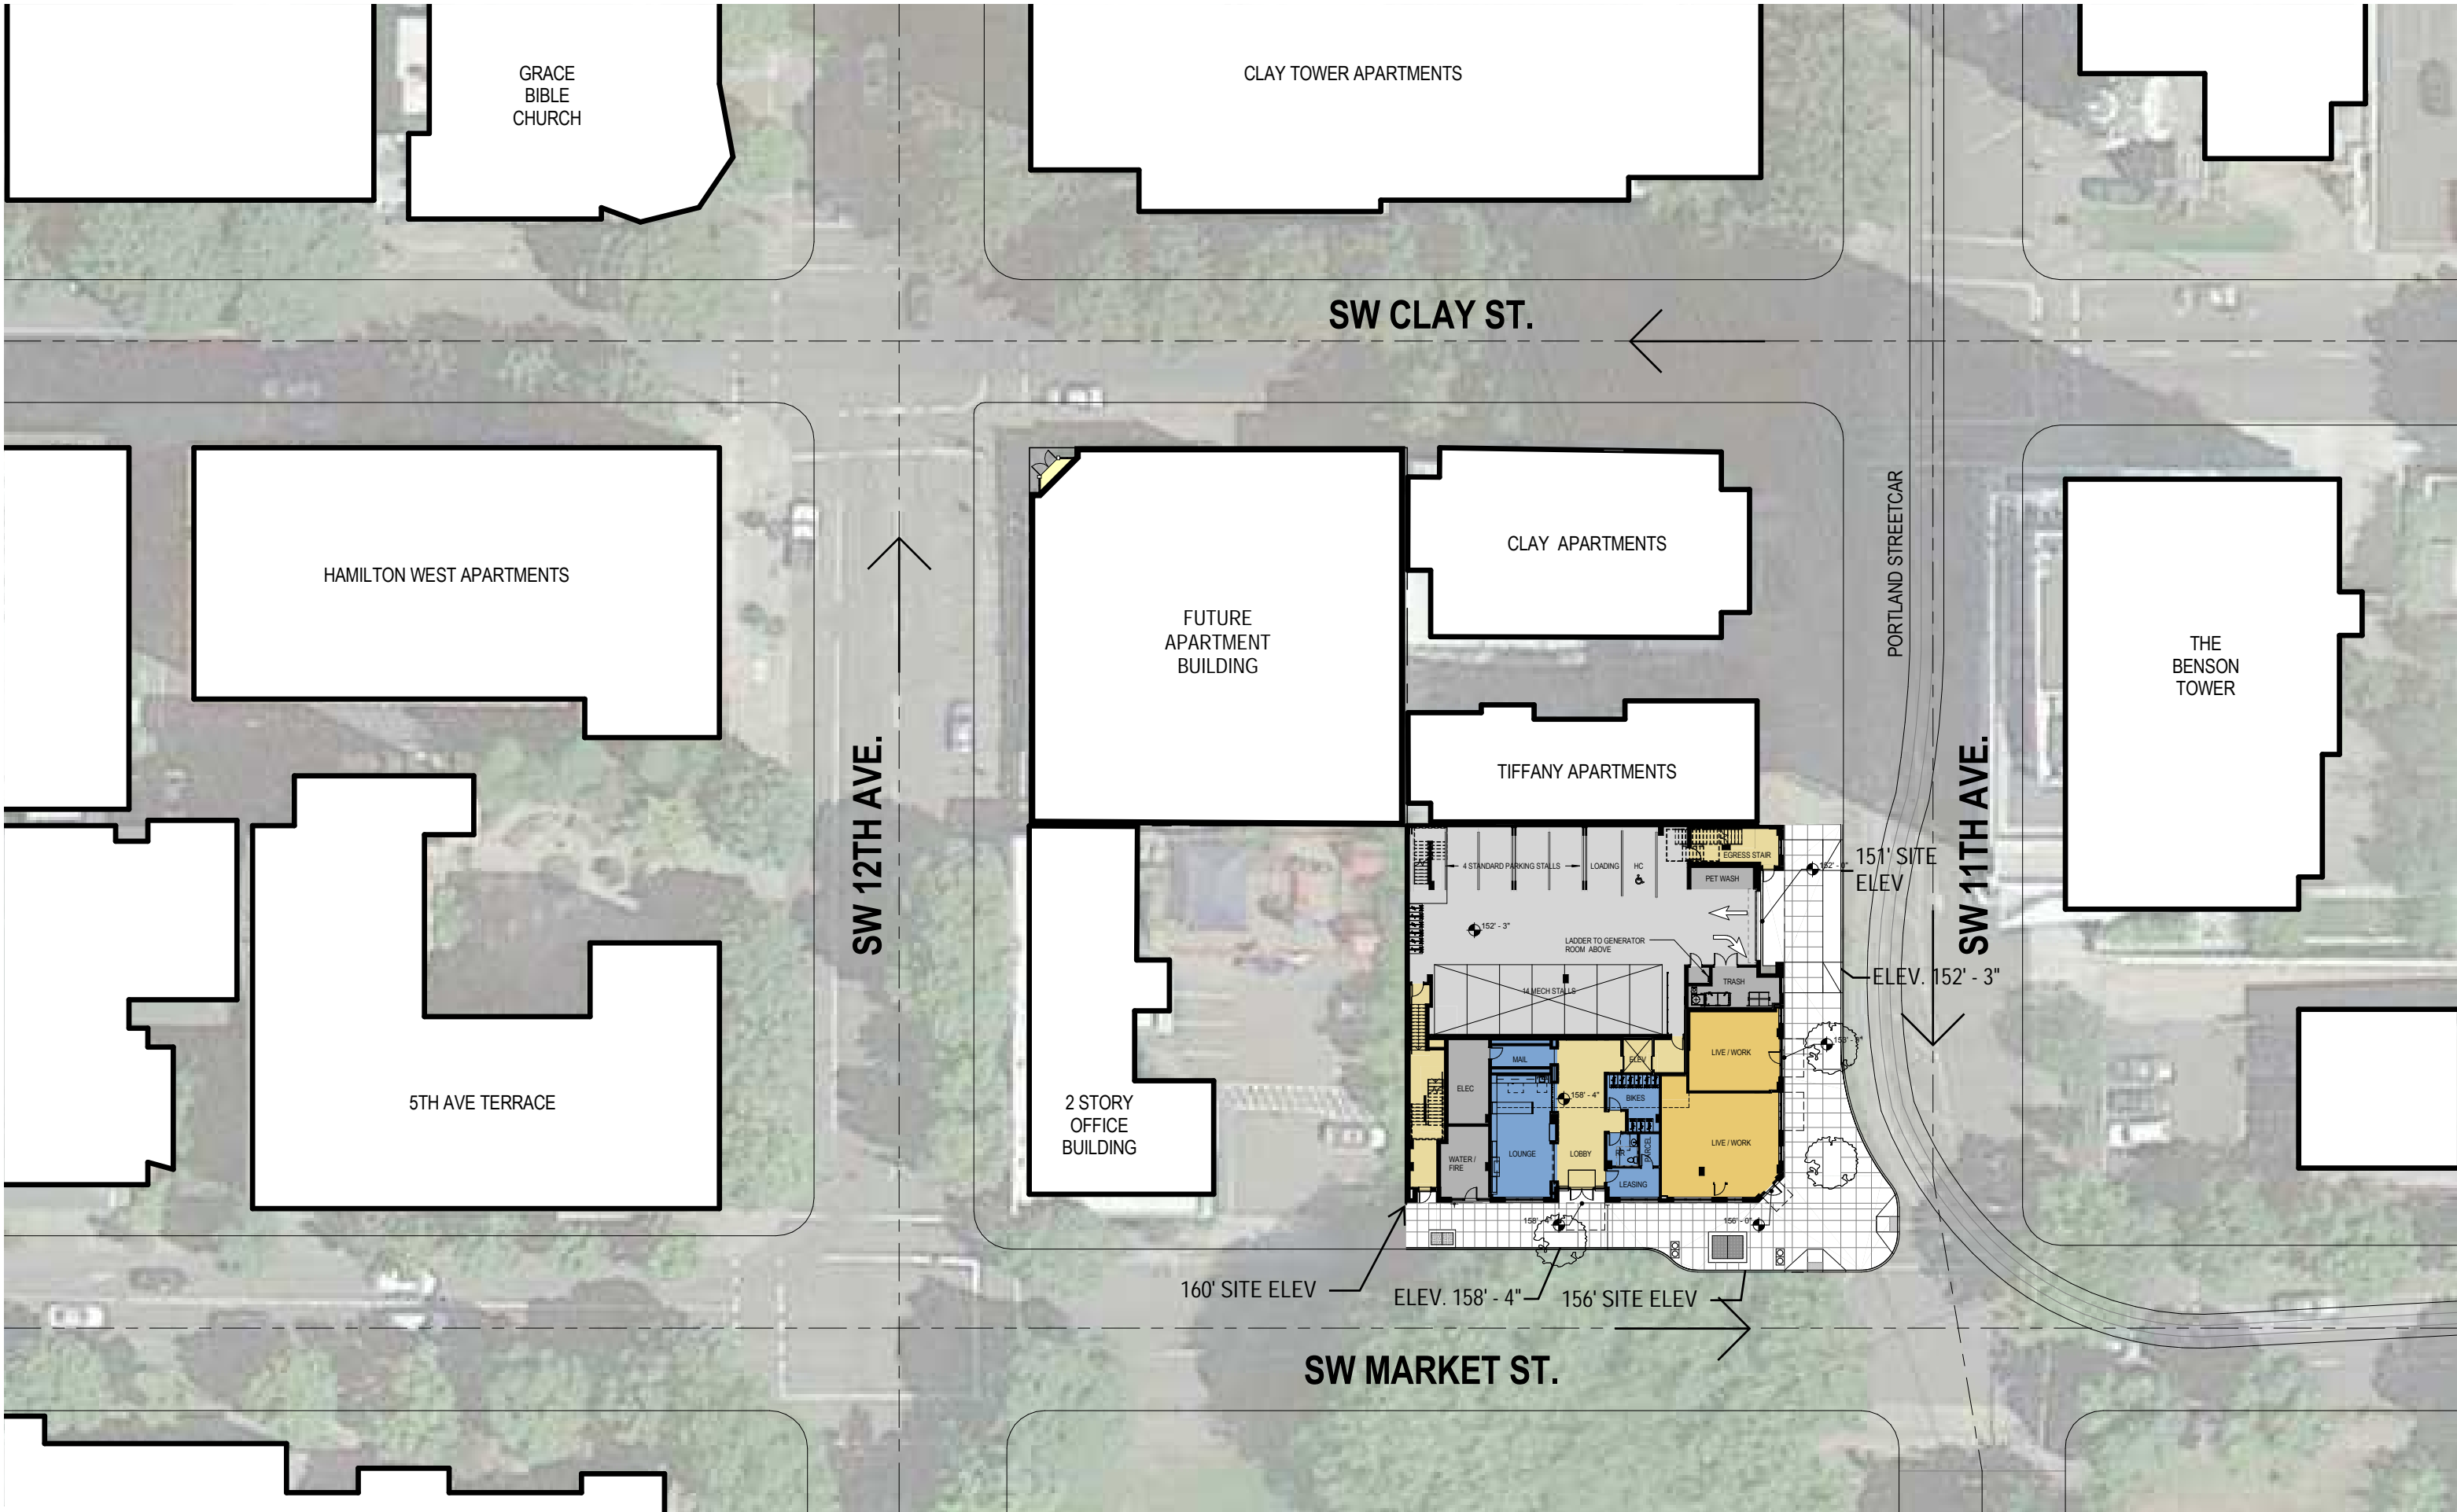 GRACE
BIBLE
CHURCH
CLAY TOWER APARTMENTS
SW CLAY ST.
HAMILTON WEST APARTMENTS
FUTURE
APARTMENT
BUILDING
CLAY APARTMENTS
PORTLAND STREETCAR
THE
BENSON
TOWER
TIFFANY APARTMENTS
SW 12TH AVE.
SW 11TH AVE.
4 STANDARD PARKING STALLS
LOADING
HC
EGRESS STAIR
PET WASH
152' - 6"
151' SITE
ELEV
152' - 3"
LADDER TO GENERATOR
ROOM ABOVE
TRASH
ELEV. 152' - 3"
14 MECH STALLS
LIVE / WORK
MAIL
ELEV
ELEC
158' - 4"
BIKES
5TH AVE TERRACE
2 STORY
OFFICE
BUILDING
WATER /
FIRE
LOUNGE
LOBBY
RR
PARCEL
LIVE / WORK
LEASING
156' - 0"
160' SITE ELEV
ELEV. 158' - 4"
156' SITE ELEV
SW MARKET ST.